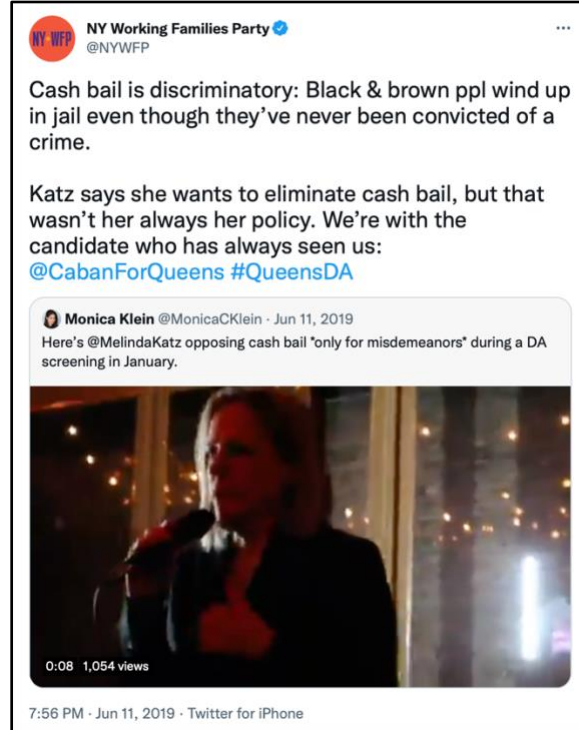 NY WFP
NY Working Families Party
@NYWFP
...
Cash bail is discriminatory: Black & brown ppl wind up
in jail even though they've never been convicted of a
crime.
Katz says she wants to eliminate cash bail, but that
wasn't her always her policy. We're with the
candidate who has always seen us:
@CabanForQueens #QueensDA
Monica Klein @MonicaCKlein · Jun 11, 2019
Here's @MelindaKatz opposing cash bail *only for misdemeanors* during a DA
screening in January.
0:08 1,054 views
7:56 PM · Jun 11, 2019 · Twitter for iPhone